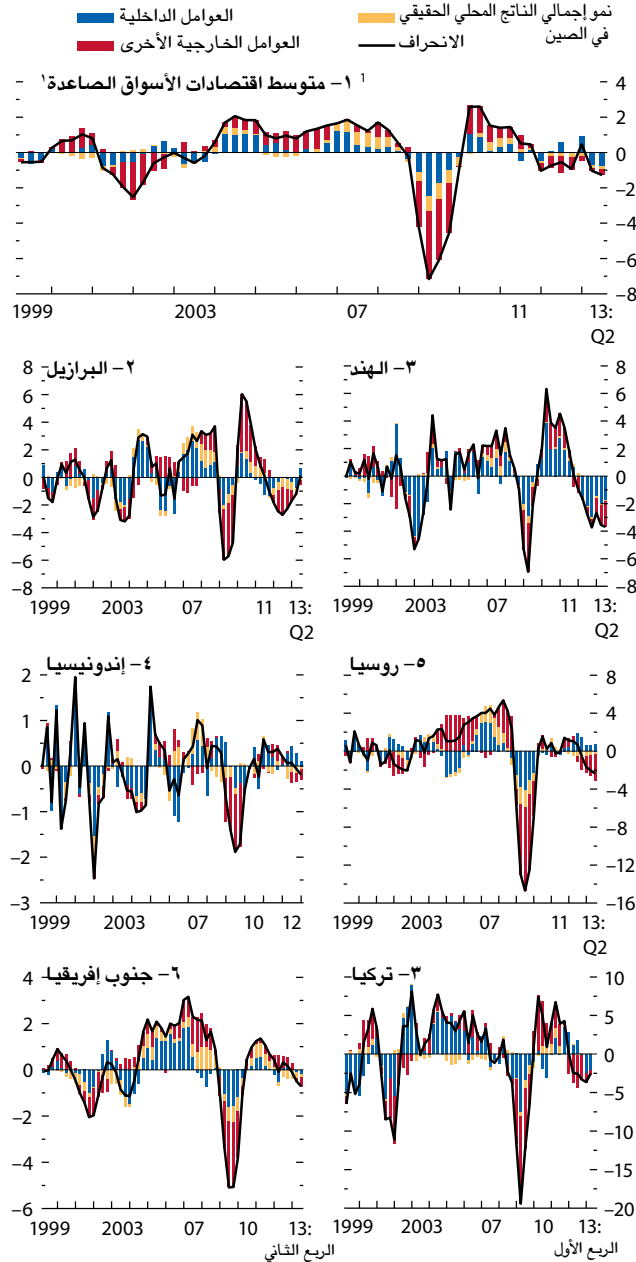 العوامل الداخلية
نمو إجمالي الناتج المحلي الحقيقي في الصين
العوامل الخارجية الأخرى
الانحراف
١- متوسط اقتصادات الأسواق الصاعدة١ 1
4
2
0
−2
−4
−6
−8
1999 2003 07 11 13:
Q2
٢- البرازيل
8
6
4
2
0
−2
−4
−6
−8
1999 2003 07 11 13:
Q2
٣- الهند
8
6
4
2
0
−2
−4
−6
−8
1999 2003 07 11 13:
Q2
٤- إندونيسيا
2
1
0
−1
−2
−3
1999 2003 07 10 12
٥- روسيا
8
4
0
−4
−8
−12
−16
1999 2003 07 11 13:
Q2
٦- جنوب إفريقيا
4
2
0
−2
−4
−6
1999 2003 07 10 13:
الربع الثاني
٣- تركيا
10
5
0
−5
−10
−15
−20
1999 2003 07 10 13:
الربع الأول